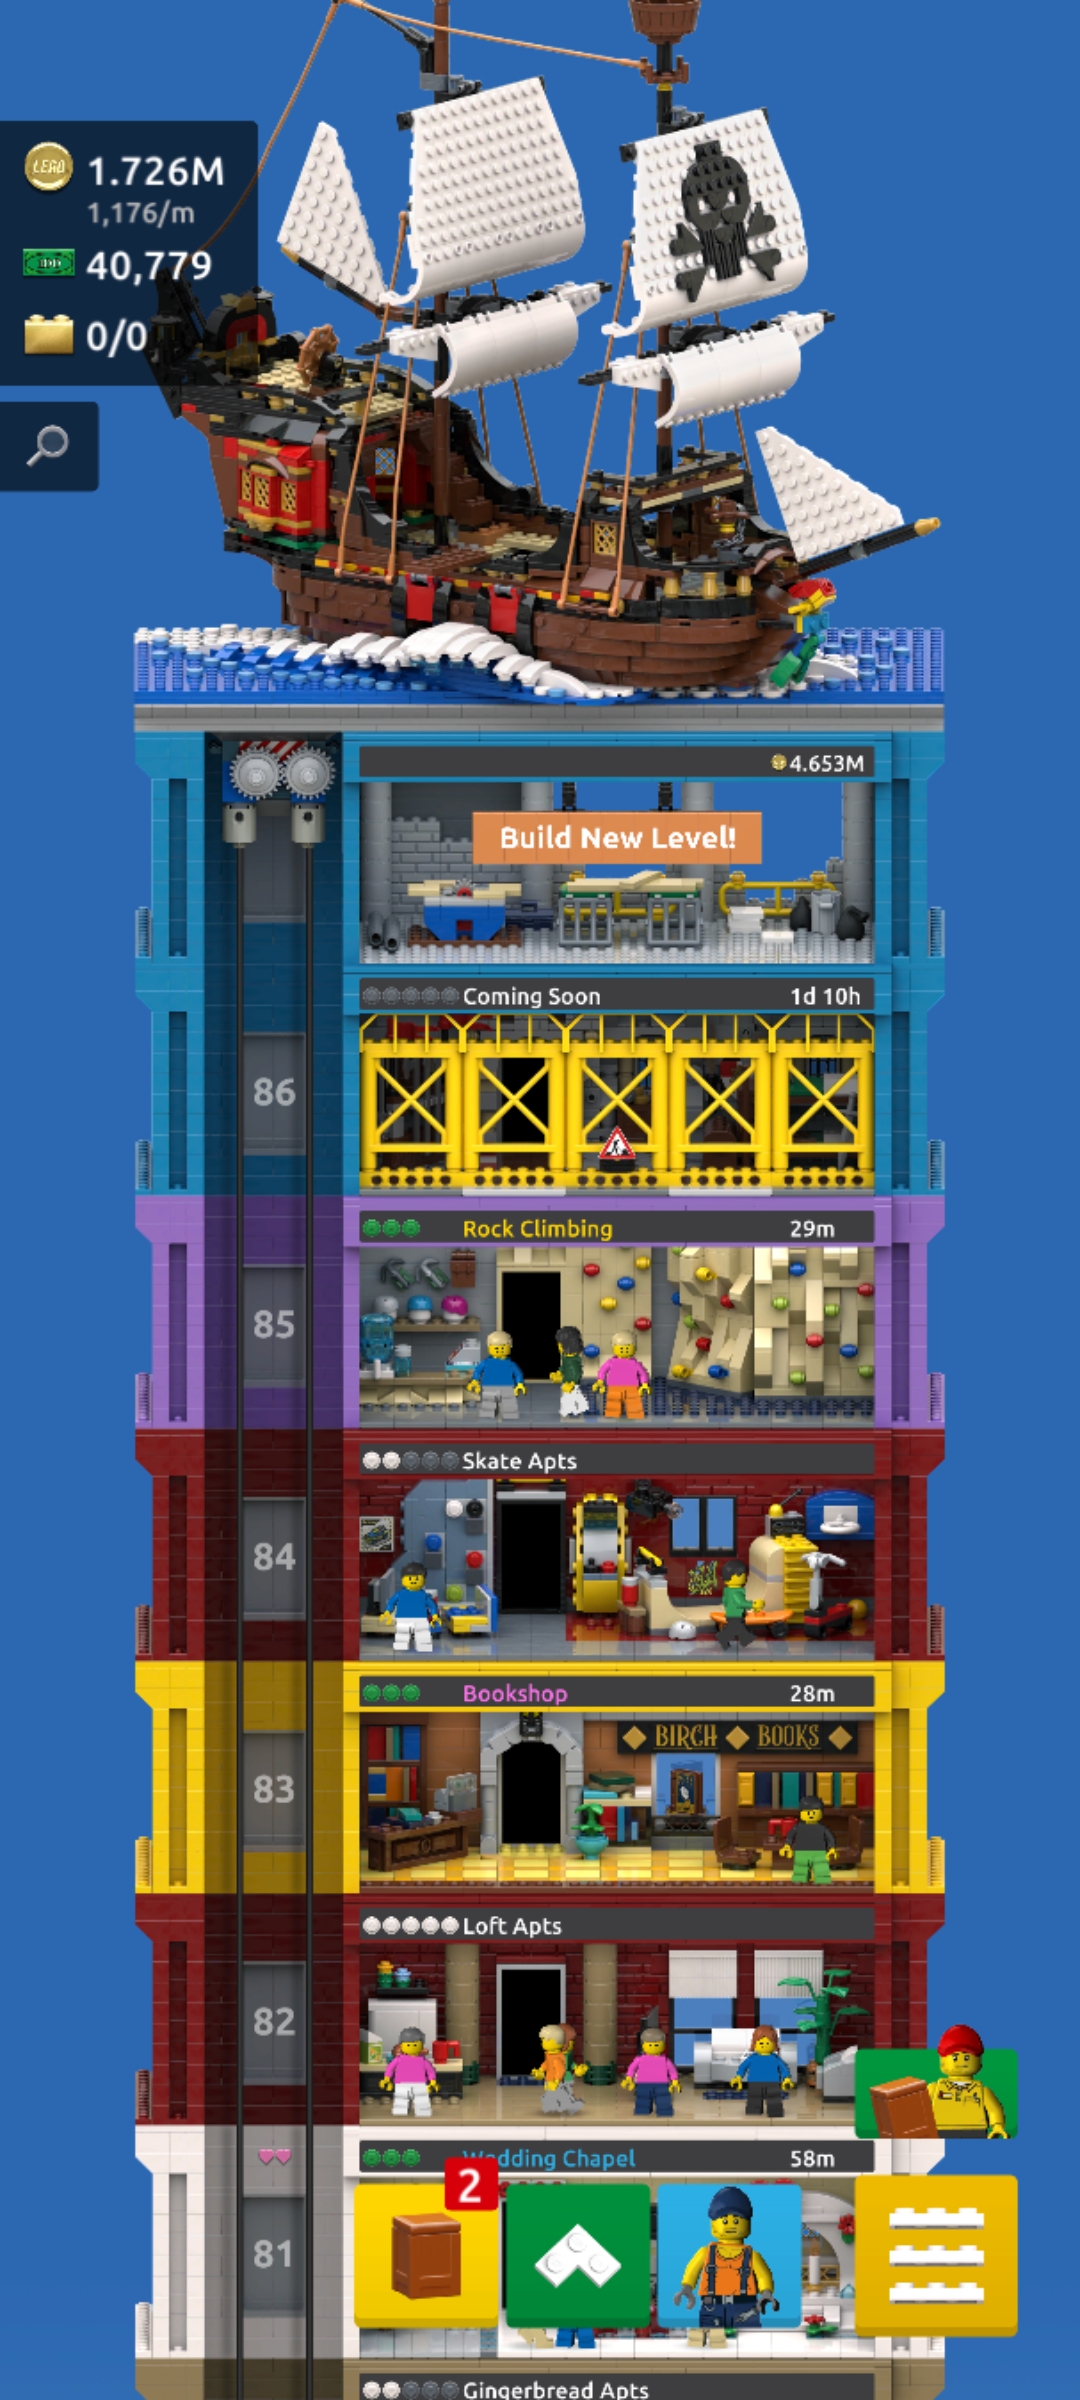 LEGO
1.726M
1,176/m
40,779
0/0
4.653M
Build New Level!
Coming Soon 1d 10h
86
Rock Climbing 29m
85
Skate Apts
84
Bookshop 28m
BIRCH BOOKS
83
Loft Apts
82
Wedding Chapel 58m
2
81
Gingerbread Apts